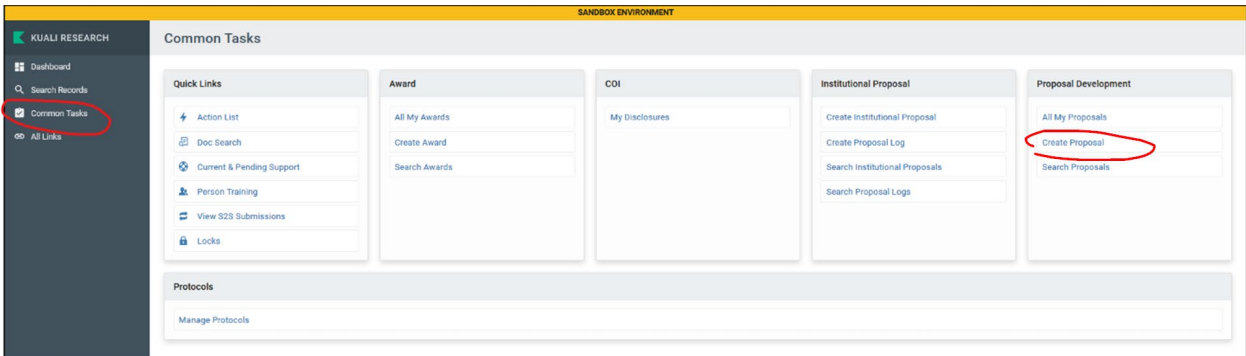 SANDBOX ENVIRONMENT
KUALI RESEARCH
Dashboard
Search Records
Common Tasks
All Links
Common Tasks
Quick Links
Action List
Doc Search
Current & Pending Support
Person Training
View S2S Submissions
Locks
Award
All My Awards
Create Award
Search Awards
COI
My Disclosures
Institutional Proposal
Create Institutional Proposal
Create Proposal Log
Search Institutional Proposals
Search Proposal Logs
Proposal Development
All My Proposals
Create Proposal
Search Proposals
Protocols
Manage Protocols